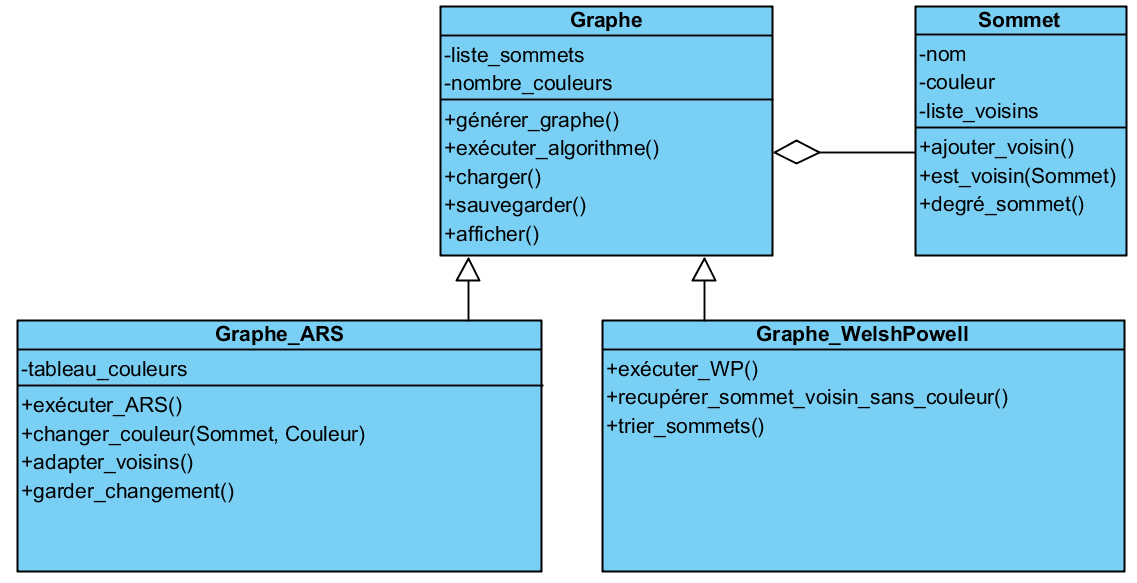 Graphe
-liste_sommets
-nombre_couleurs
+générer_graphe()
+exécuter_algorithme()
+charger()
+sauvegarder()
+afficher()
Sommet
-nom
-couleur
-liste_voisins
+ajouter_voisin()
+est_voisin(Sommet)
+degré_sommet()
Graphe_ARS
-tableau_couleurs
+exécuter_ARS()
+changer_couleur(Sommet, Couleur)
+adapter_voisins()
+garder_changement()
Graphe_WelshPowell
+exécuter_WP()
+recupérer_sommet_voisin_sans_couleur()
+trier_sommets()